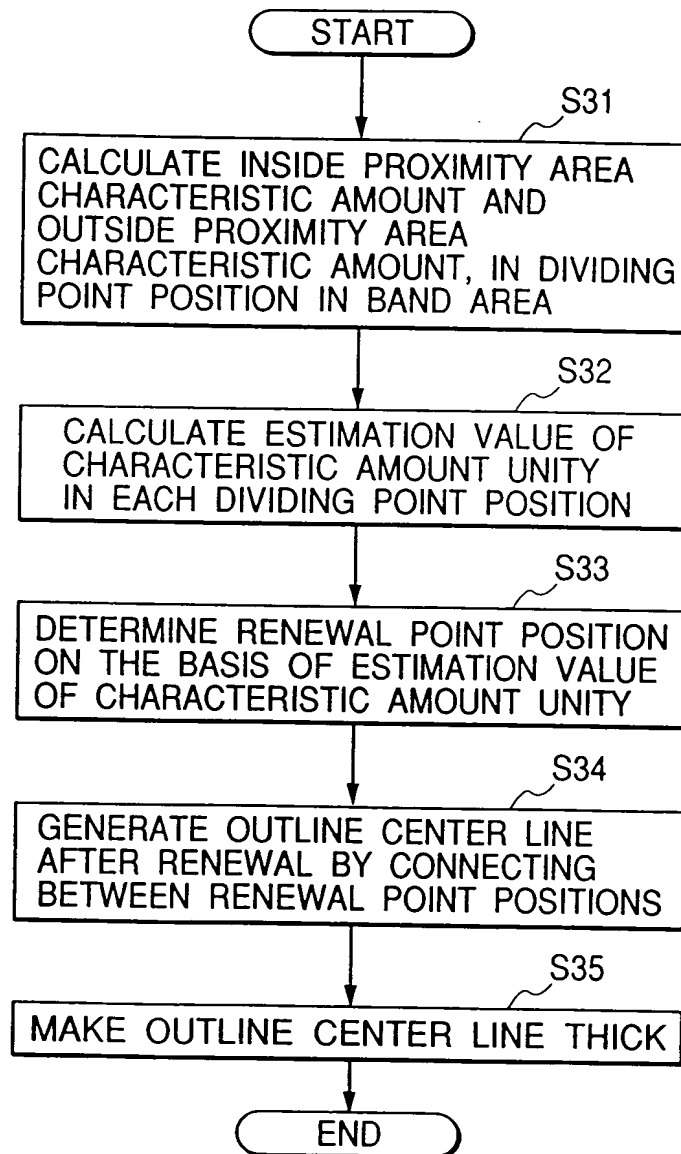 START
S31
CALCULATE INSIDE PROXIMITY AREA
CHARACTERISTIC AMOUNT AND
OUTSIDE PROXIMITY AREA
CHARACTERISTIC AMOUNT, IN DIVIDING
POINT POSITION IN BAND AREA
S32
CALCULATE ESTIMATION VALUE OF
CHARACTERISTIC AMOUNT UNITY
IN EACH DIVIDING POINT POSITION
S33
DETERMINE RENEWAL POINT POSITION
ON THE BASIS OF ESTIMATION VALUE
OF CHARACTERISTIC AMOUNT UNITY
S34
GENERATE OUTLINE CENTER LINE
AFTER RENEWAL BY CONNECTING
BETWEEN RENEWAL POINT POSITIONS
S35
MAKE OUTLINE CENTER LINE THICK
END